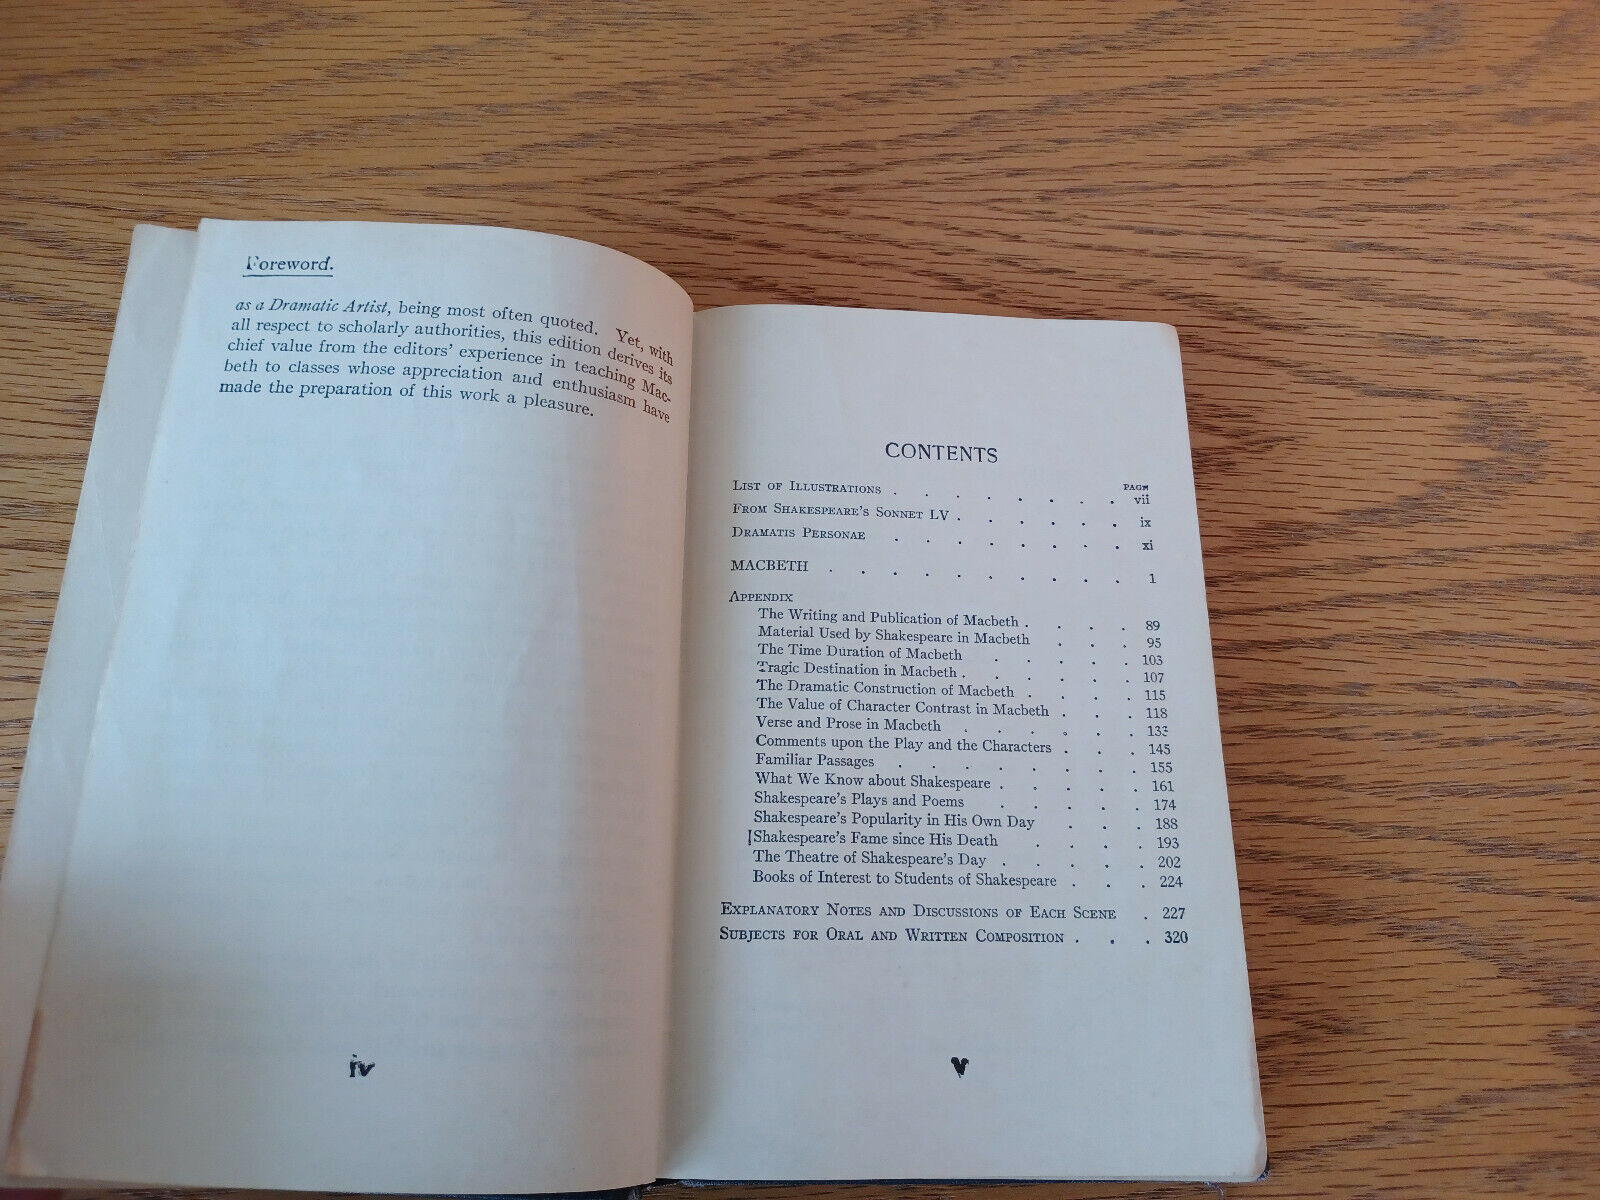 Foreword.
as a Dramatic Artist, being most often quoted. Yet, with
all respect to scholarly authorities, this edition derives its
chief value from the editors' experience in teaching Mac-
beth to classes whose appreciation and enthusiasm have
made the preparation of this work a pleasure.
iv
CONTENTS
PAGE
List of Illustrations . . . . . . . . vii
From Shakespeare's Sonnet LV . . . . . . ix
Dramatis Personae . . . . . . . . xi
MACBETH . . . . . . . . . . 1
Appendix
The Writing and Publication of Macbeth . . . . 89
Material Used by Shakespeare in Macbeth . . . 95
The Time Duration of Macbeth . . . . . 103
Tragic Destination in Macbeth . . . . . . 107
The Dramatic Construction of Macbeth . . . . 115
The Value of Character Contrast in Macbeth . . . 118
Verse and Prose in Macbeth . . . . . . 133
Comments upon the Play and the Characters . . . 145
Familiar Passages . . . . . . . . 155
What We Know about Shakespeare . . . . . 161
Shakespeare's Plays and Poems . . . . . 174
Shakespeare's Popularity in His Own Day . . . 188
Shakespeare's Fame since His Death . . . . 193
The Theatre of Shakespeare's Day . . . . . 202
Books of Interest to Students of Shakespeare . . . 224
Explanatory Notes and Discussions of Each Scene . 227
Subjects for Oral and Written Composition . . . 320
v